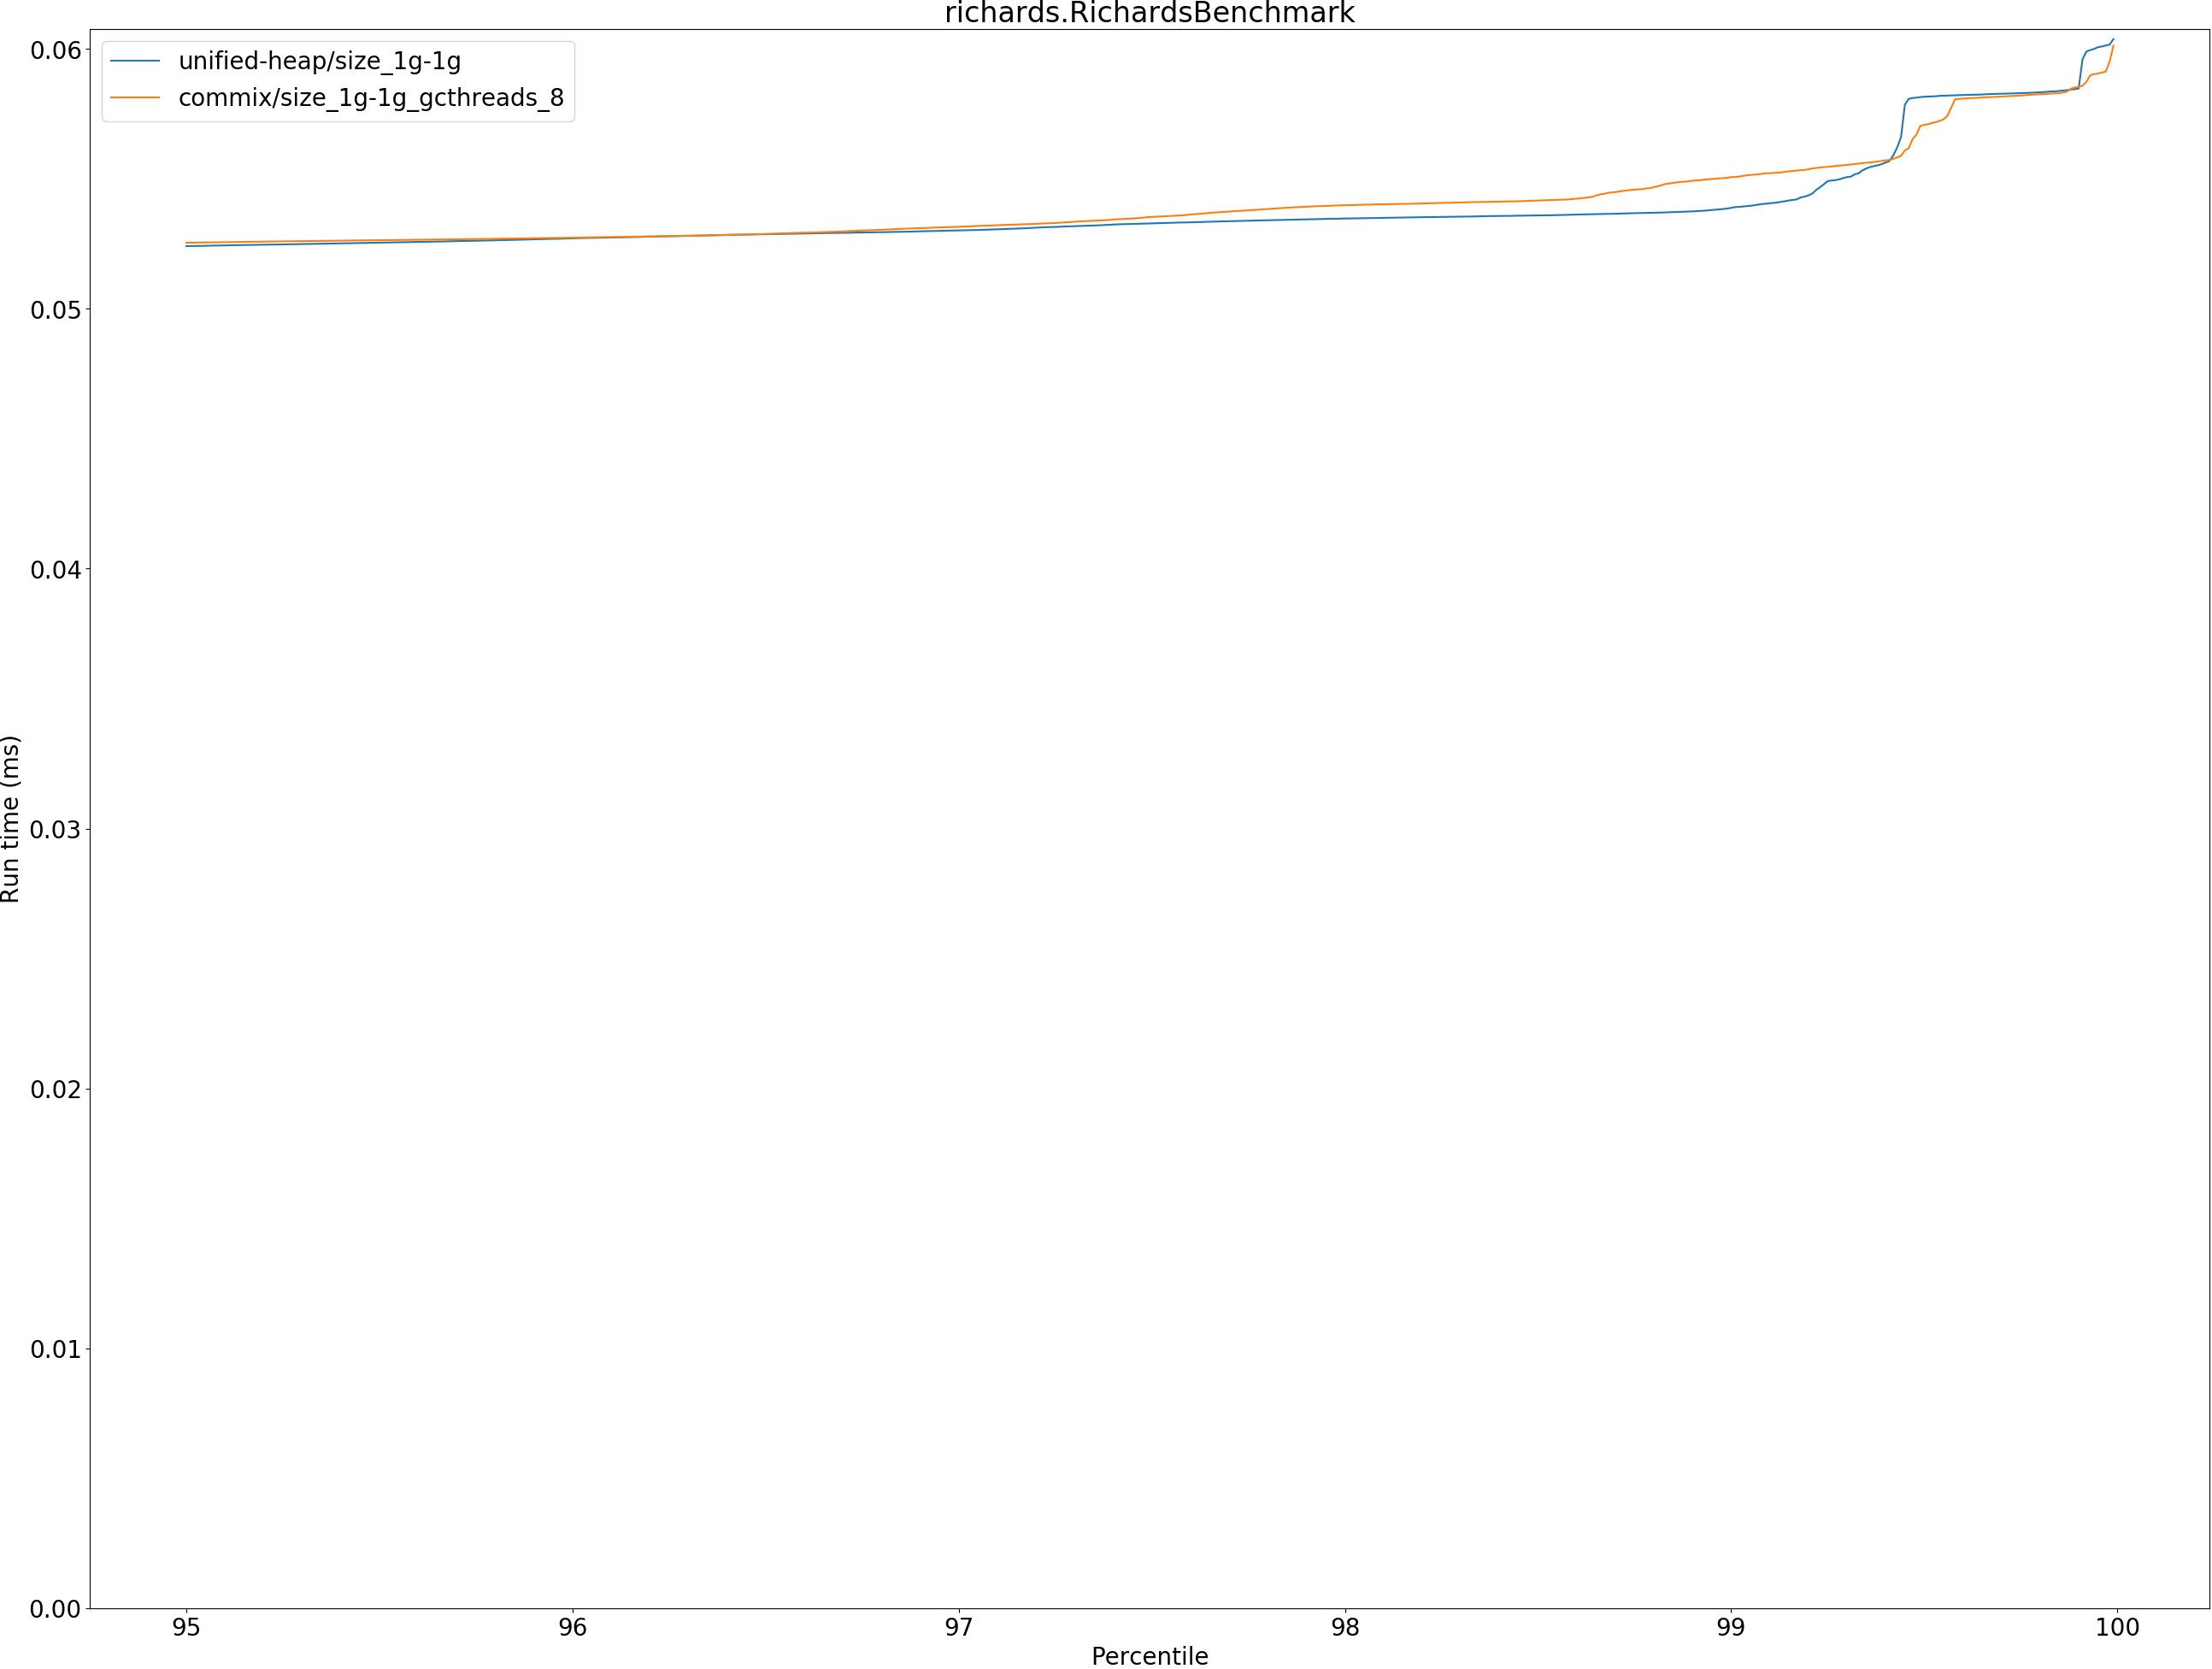 richards.RichardsBenchmark
unified-heap/size_1g-1g
commix/size_1g-1g_gcthreads_8
0.06
0.05
0.04
0.03
0.02
0.01
0.00
Run time (ms)
95 96 97 98 99 100
Percentile